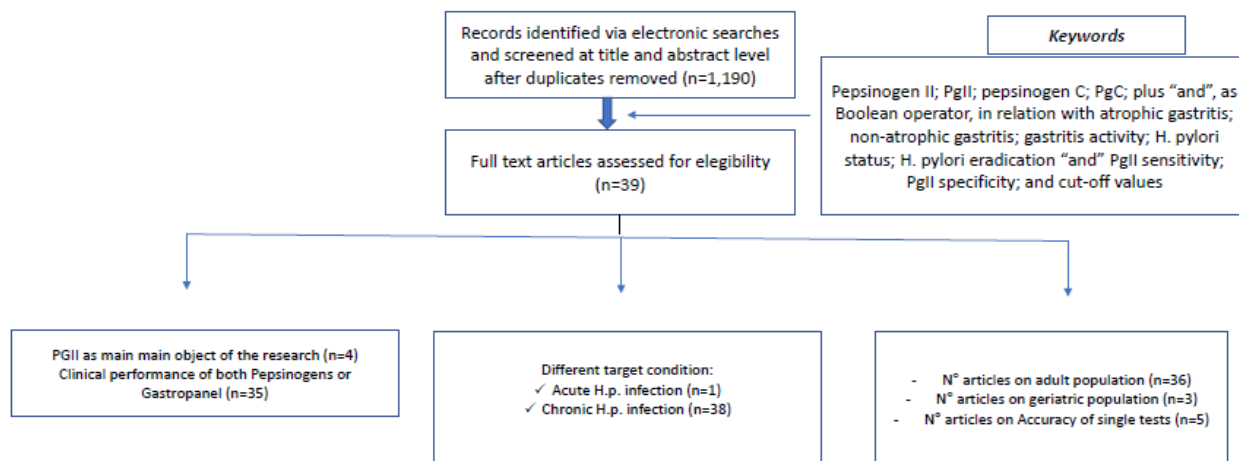 Records identified via electronic searches
and screened at title and abstract level
after duplicates removed (n=1,190)
Keywords
Pepsinogen II; PgII; pepsinogen C; PgC; plus “and”, as
Boolean operator, in relation with atrophic gastritis;
non-atrophic gastritis; gastritis activity; H. pylori
status; H. pylori eradication “and” PgII sensitivity;
PgII specificity; and cut-off values
Full text articles assessed for elegibility
(n=39)
PGII as main main object of the research (n=4)
Clinical performance of both Pepsinogens or
Gastropanel (n=35)
Different target condition:
✓ Acute H.p. infection (n=1)
✓ Chronic H.p. infection (n=38)
- N° articles on adult population (n=36)
- N° articles on geriatric population (n=3)
- N° articles on Accuracy of single tests (n=5)